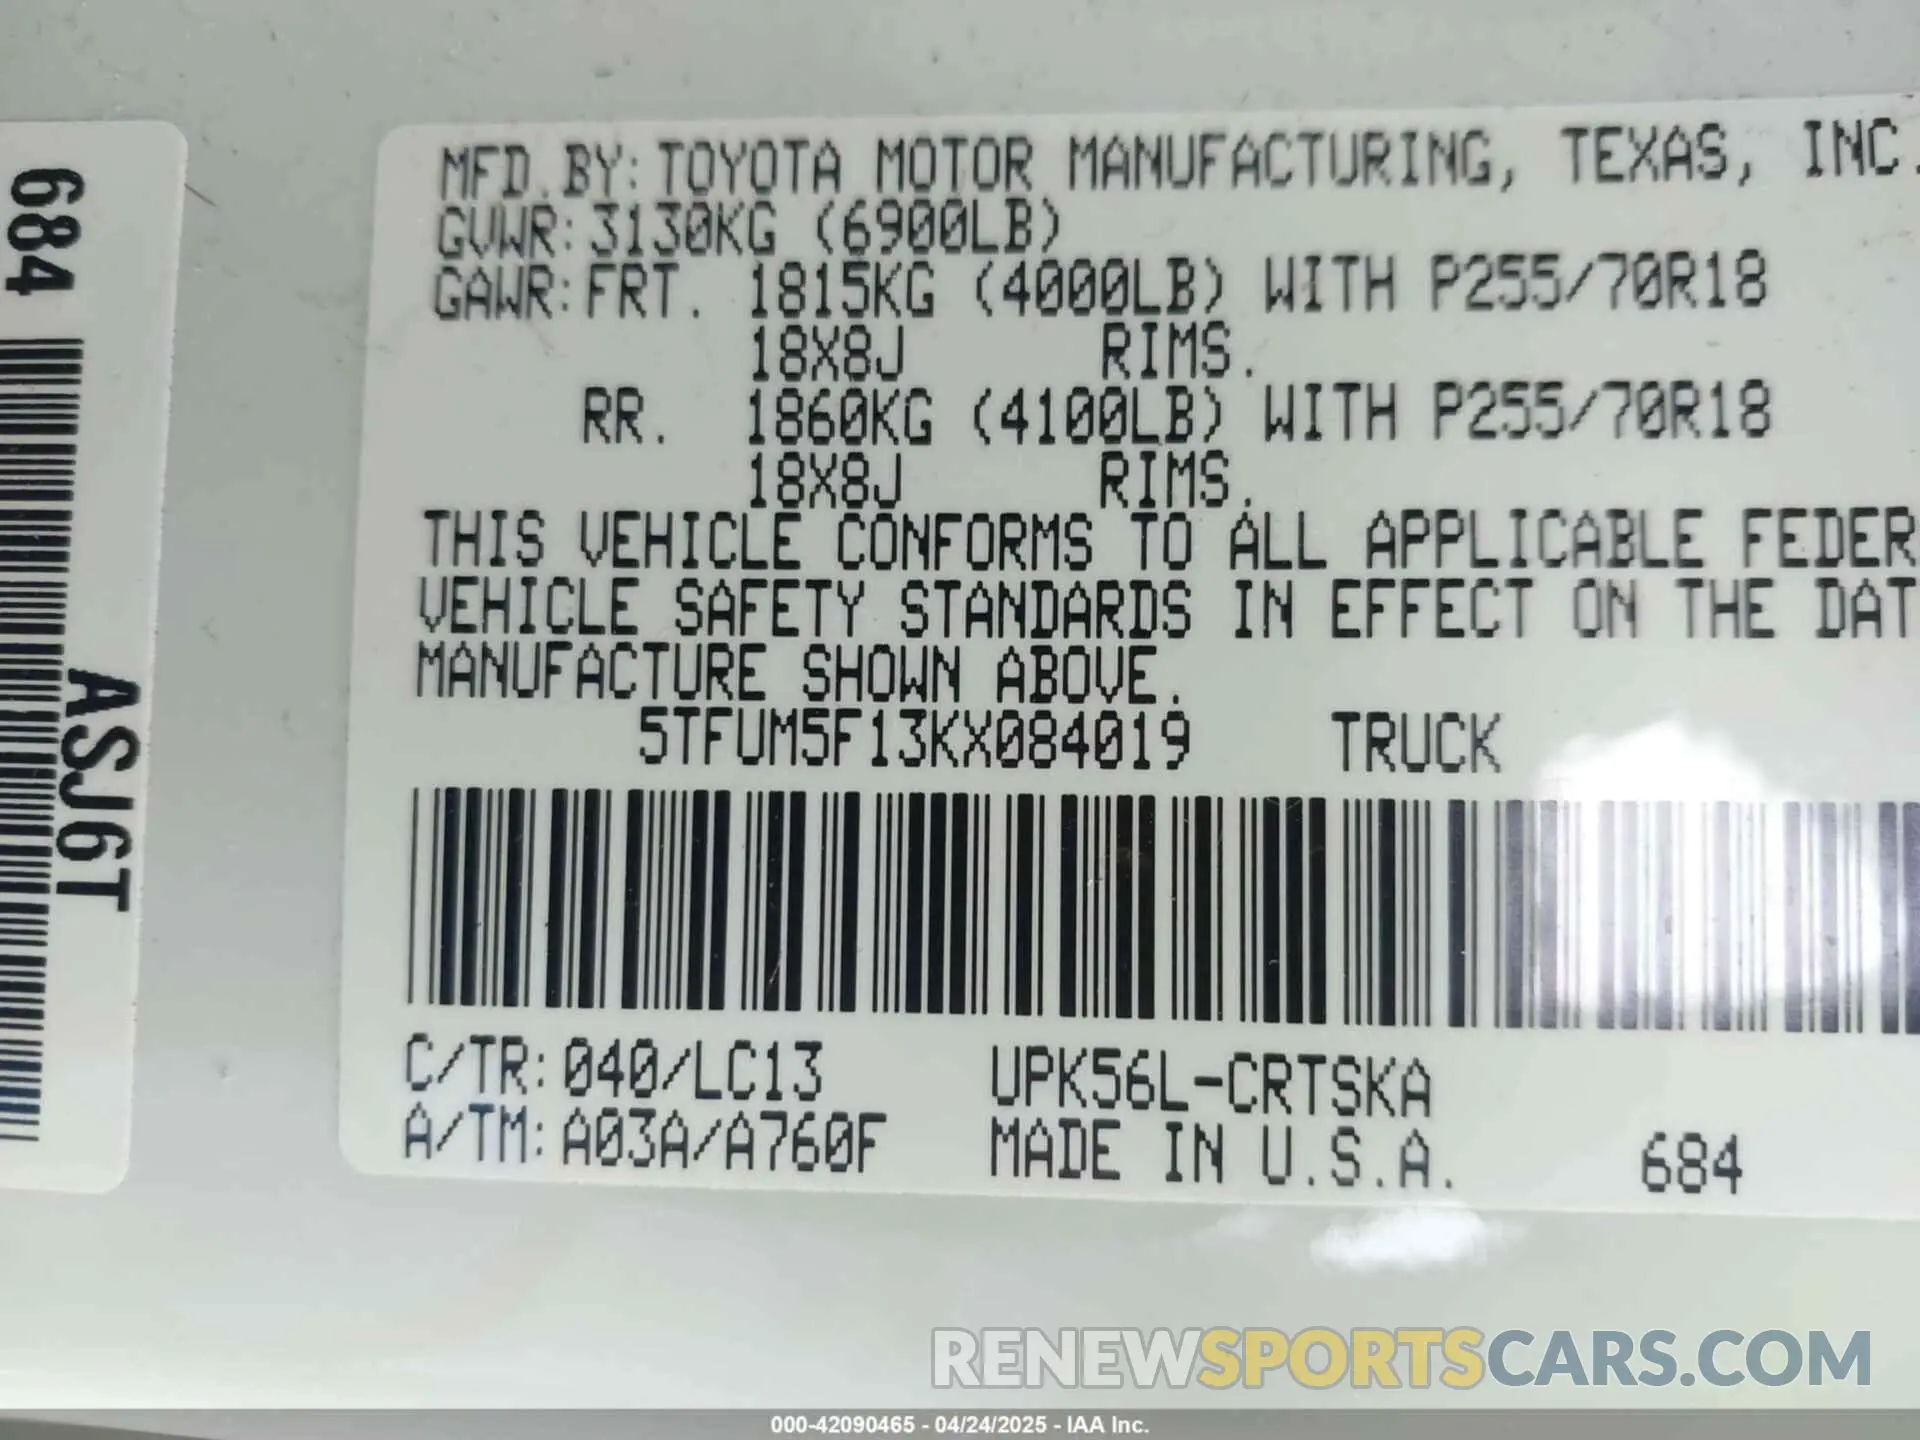 684
ASJ6T
MFD.BY:TOYOTA MOTOR MANUFACTURING, TEXAS, INC.
GVWR:3130KG (6900LB)
GAWR:FRT. 1815KG (4000LB) WITH P255/70R18
18X8J RIMS.
RR. 1860KG (4100LB) WITH P255/70R18
18X8J RIMS.
THIS VEHICLE CONFORMS TO ALL APPLICABLE FEDER
VEHICLE SAFETY STANDARDS IN EFFECT ON THE DAT
MANUFACTURE SHOWN ABOVE.
5TFUM5F13KX084019 TRUCK
C/TR:040/LC13 UPK56L-CRTSKA
A/TM:A03A/A760F MADE IN U.S.A. 684
RENEWSPORTSCARS.COM
000-42090465 - 04/24/2025 - IAA Inc.